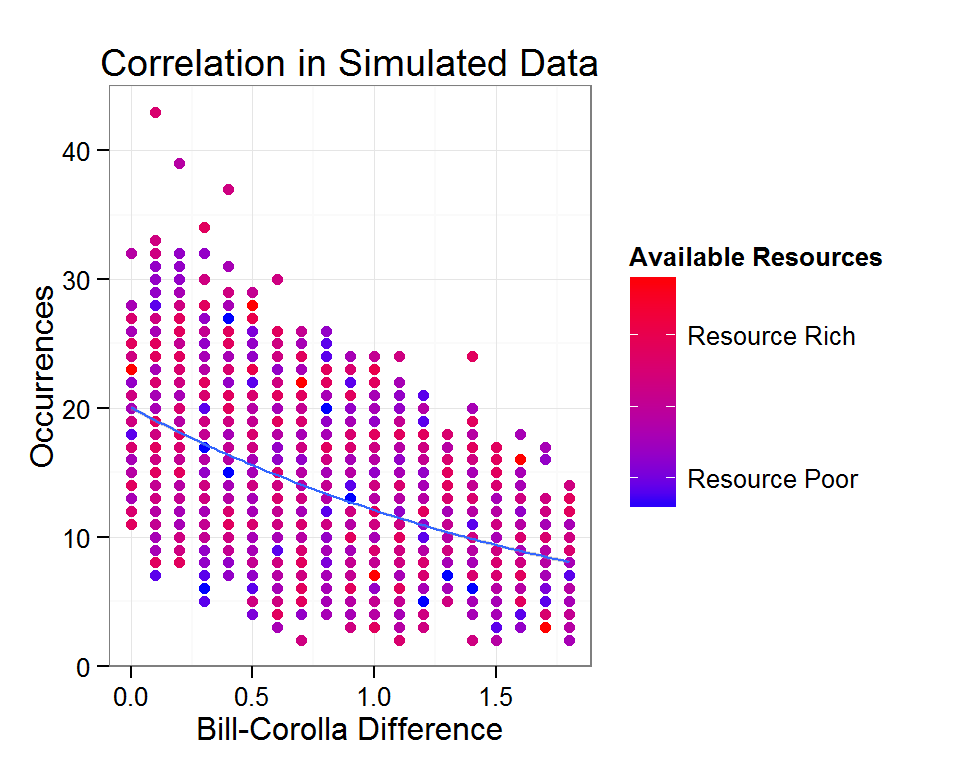 Correlation in Simulated Data
Occurrences
40
30
20
10
0
0.0 0.5 1.0 1.5
Bill-Corolla Difference
Available Resources
Resource Rich
Resource Poor